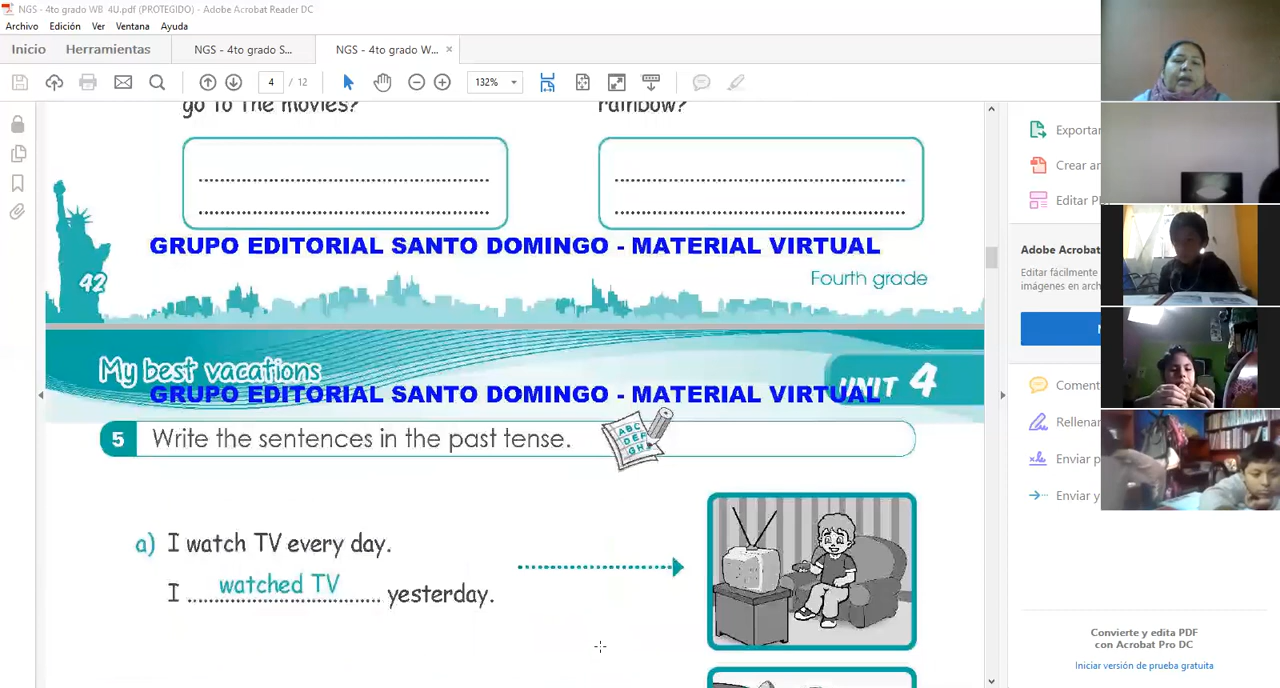 NGS - 4to grado WB 4U.pdf (PROTEGIDO) - Adobe Acrobat Reader DC
Archivo Edición Ver Ventana Ayuda
Inicio Herramientas NGS - 4to grado S... NGS - 4to grado W... ×
4 / 12 132%
go to the movies? rainbow?
GRUPO EDITORIAL SANTO DOMINGO - MATERIAL VIRTUAL
42
Fourth grade
My best vacations
UNIT 4
GRUPO EDITORIAL SANTO DOMINGO - MATERIAL VIRTUAL
5 Write the sentences in the past tense.
ABC
DEF
GH
a) I watch TV every day.
I watched TV yesterday.
Exportar
Crear ar
Editar P
Adobe Acrobat
Editar fácilmente
imágenes en arch
Coment
Rellenar
Enviar p
Enviar y
Convierte y edita PDF
con Acrobat Pro DC
Iniciar versión de prueba gratuita